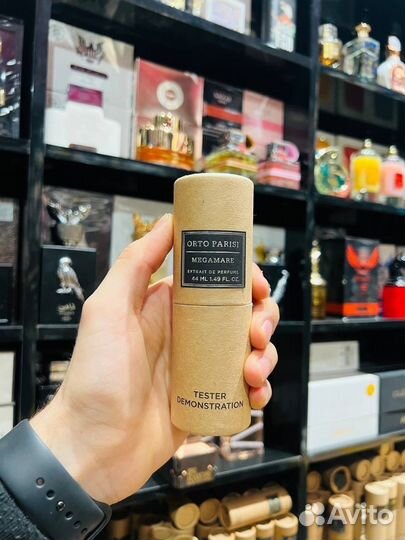 ORTO PARISI
MEGAMARE
EXTRAIT DE PARFUM
44 ML 1.49 FL. OZ.
TESTER
DEMONSTRATION
Avito